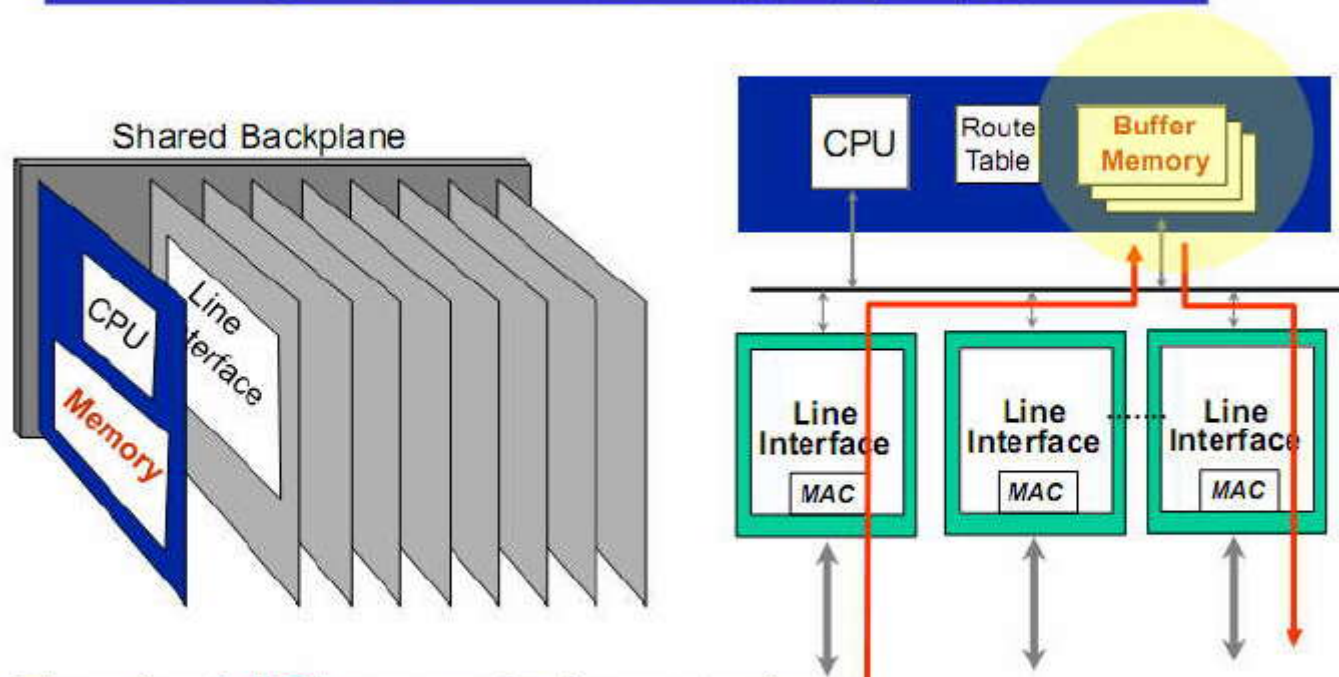 Shared Backplane
CPU
Memory
Line
Interface
CPU
Route
Table
Buffer
Memory
Line
Interface
MAC
Line
Interface
MAC
......
Line
Interface
MAC